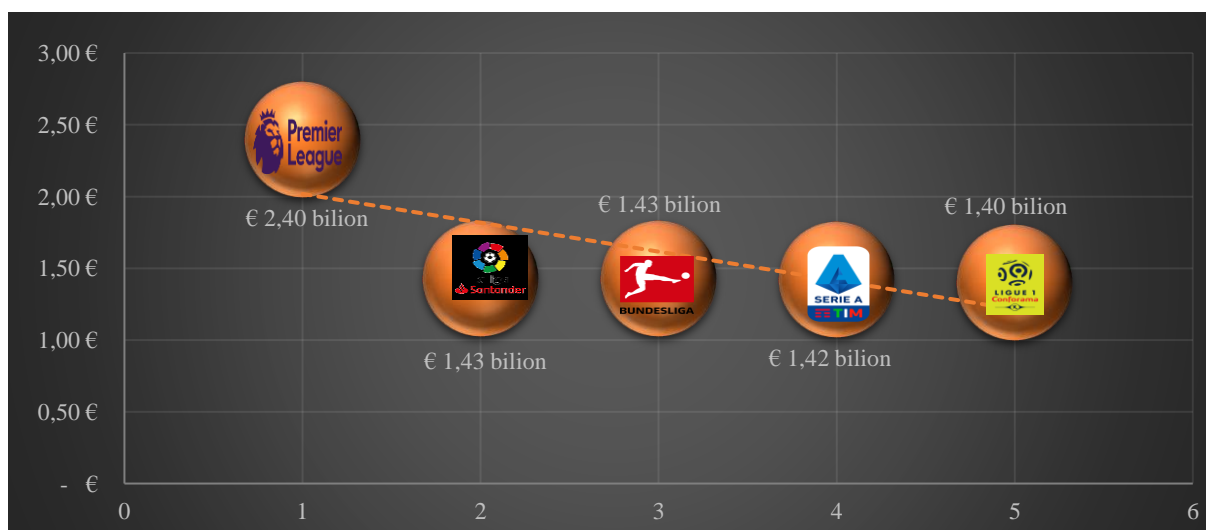 3,00 €
2,50 €
2,00 €
1,50 €
1,00 €
0,50 €
- €
Premier
League
€ 2,40 bilion
Santander
€ 1,43 bilion
€ 1.43 bilion
BUNDESLIGA
SERIE A
TIM
€ 1,42 bilion
€ 1,40 bilion
LIGUE 1
Conforama
0 1 2 3 4 5 6